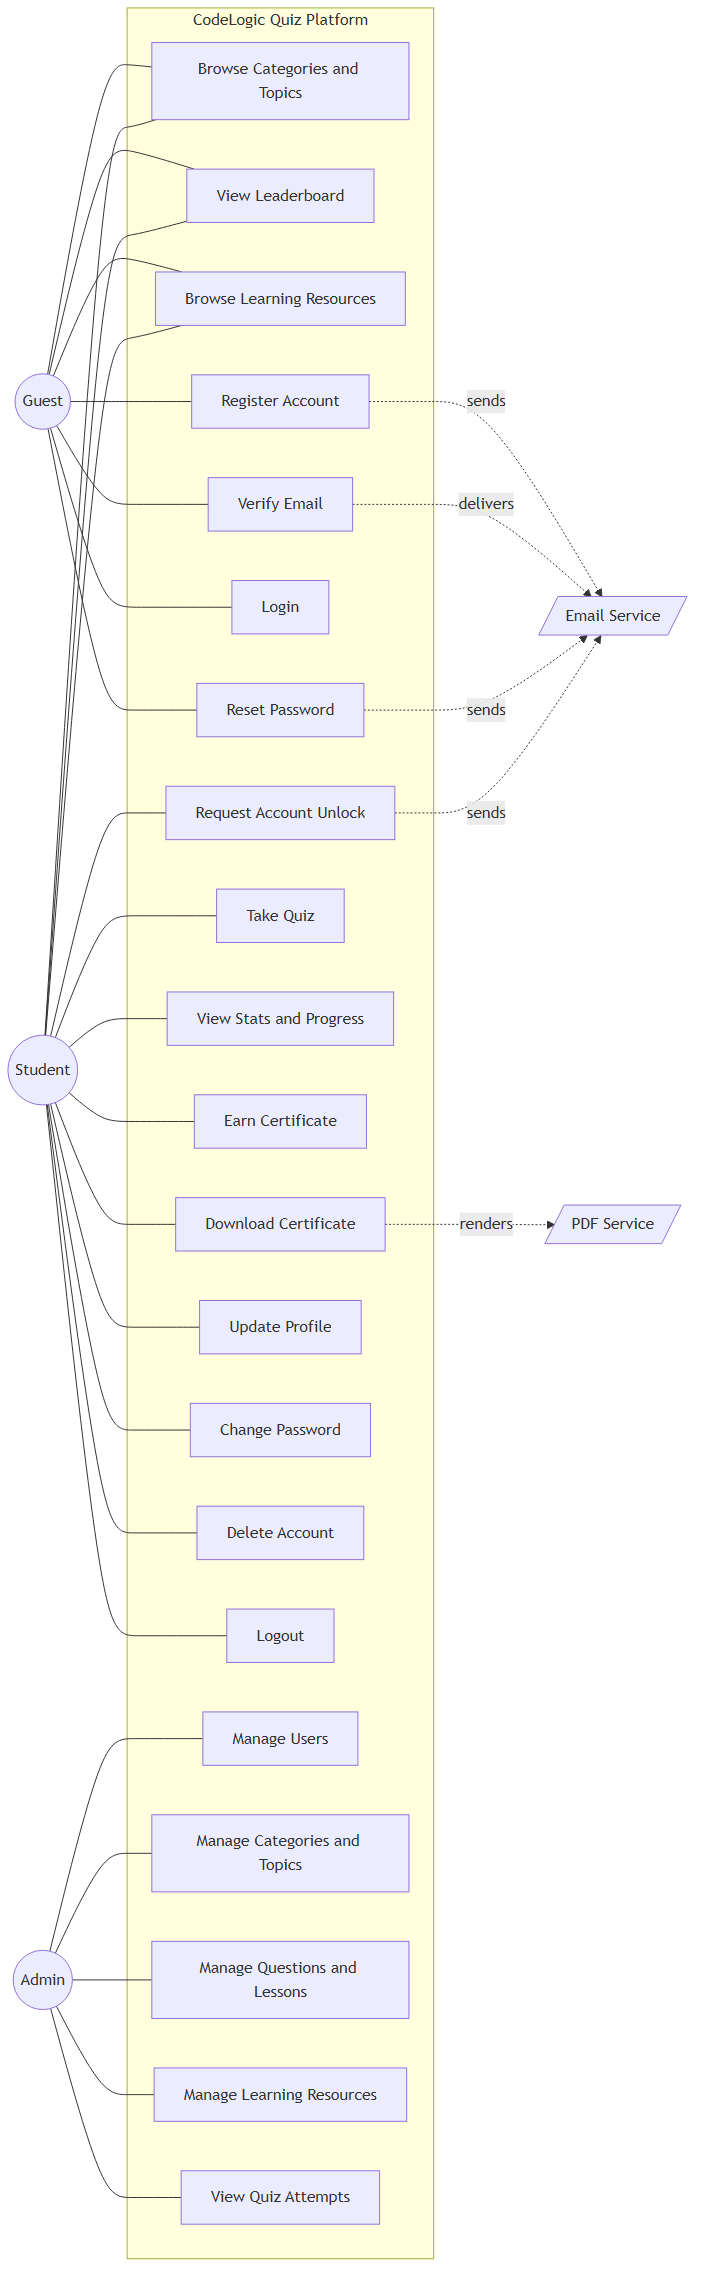 CodeLogic Quiz Platform
Browse Categories and
Topics
View Leaderboard
Browse Learning Resources
Guest
Register Account
sends
Verify Email
delivers
Login
Email Service
Reset Password
sends
Request Account Unlock
sends
Take Quiz
View Stats and Progress
Student
Earn Certificate
Download Certificate
renders
PDF Service
Update Profile
Change Password
Delete Account
Logout
Manage Users
Manage Categories and
Topics
Admin
Manage Questions and
Lessons
Manage Learning Resources
View Quiz Attempts